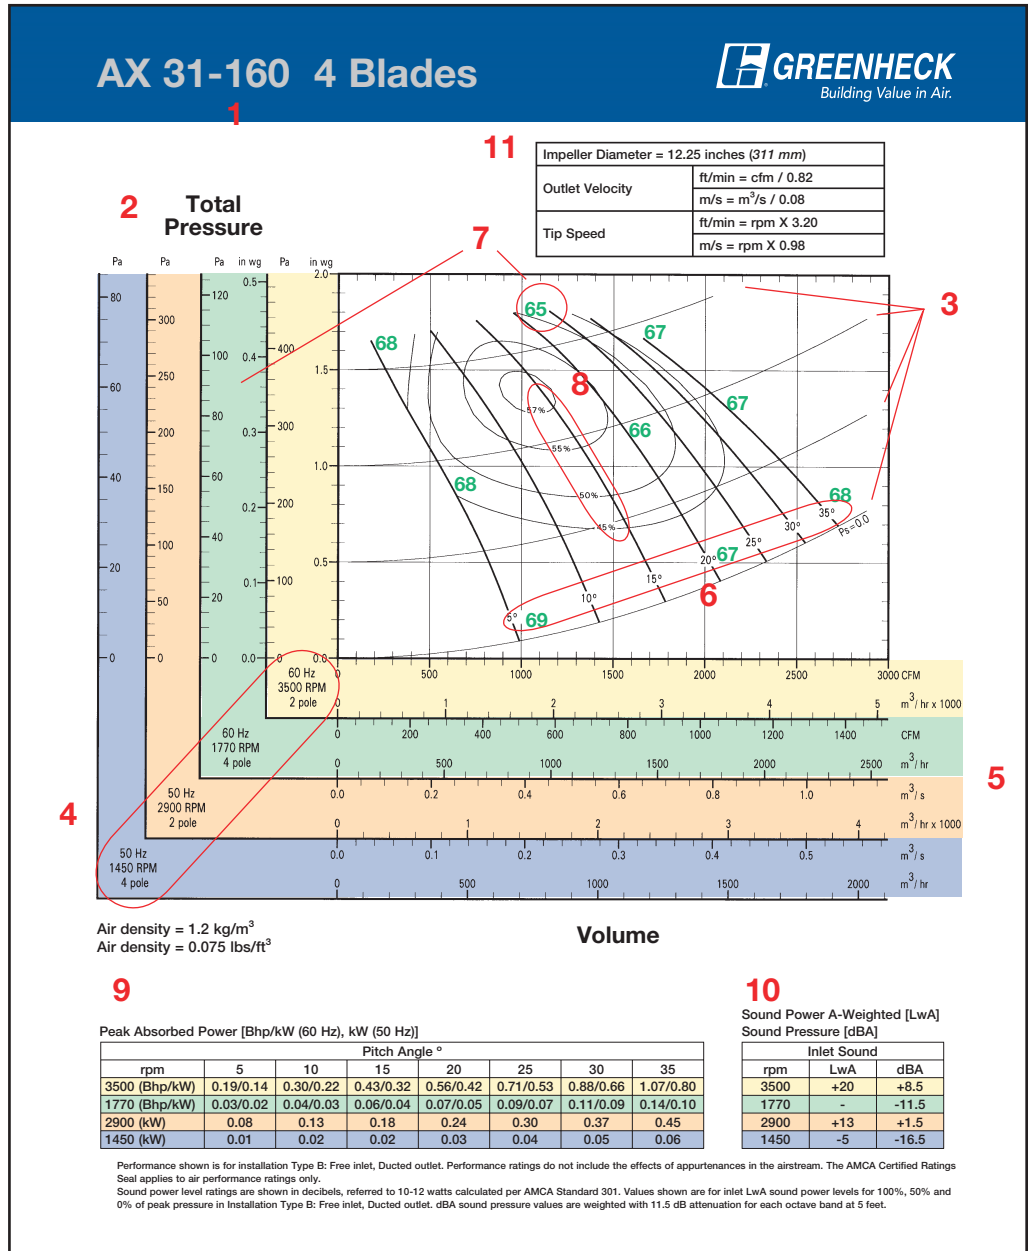 AX 31-160 4 Blades
GREENHECK
Building Value in Air.
1
11
Impeller Diameter = 12.25 inches (311 mm)
Outlet Velocity
ft/min = cfm / 0.82
m/s = m³/s / 0.08
Tip Speed
ft/min = rpm X 3.20
m/s = rpm X 0.98
2
Total
Pressure
7
3
Pa Pa Pa in wg Pa in wg
80
60
40
20
0
300
250
200
150
100
50
0
120
100
80
60
40
20
0
0.5
0.4
0.3
0.2
0.1
0.0
400
300
200
100
0
2.0
1.5
1.0
0.5
0.0
68
65
67
8
57%
67
66
55%
68
50%
45%
68
35°
Ps=0.0
30°
25°
20°
67
15°
10°
6
5°
69
60 Hz
3500 RPM
2 pole
0 500 1000 1500 2000 2500 3000 CFM
0 1 2 3 4 5 m³/ hr x 1000
60 Hz
1770 RPM
4 pole
0 200 400 600 800 1000 1200 1400 CFM
0 500 1000 1500 2000 2500 m³/ hr
4
5
50 Hz
2900 RPM
2 pole
0.0 0.2 0.4 0.6 0.8 1.0 m³/ s
0 1 2 3 4 m³/ hr x 1000
50 Hz
1450 RPM
4 pole
0.0 0.1 0.2 0.3 0.4 0.5 m³/ s
0 500 1000 1500 2000 m³/ hr
Air density = 1.2 kg/m³
Air density = 0.075 lbs/ft³
Volume
9
Peak Absorbed Power [Bhp/kW (60 Hz), kW (50 Hz)]
Pitch Angle º
rpm 5 10 15 20 25 30 35
3500 (Bhp/kW) 0.19/0.14 0.30/0.22 0.43/0.32 0.56/0.42 0.71/0.53 0.88/0.66 1.07/0.80
1770 (Bhp/kW) 0.03/0.02 0.04/0.03 0.06/0.04 0.07/0.05 0.09/0.07 0.11/0.09 0.14/0.10
2900 (kW) 0.08 0.13 0.18 0.24 0.30 0.37 0.45
1450 (kW) 0.01 0.02 0.02 0.03 0.04 0.05 0.06
10
Sound Power A-Weighted [LwA]
Sound Pressure [dBA]
Inlet Sound
rpm LwA dBA
3500 +20 +8.5
1770 - -11.5
2900 +13 +1.5
1450 -5 -16.5
Performance shown is for installation Type B: Free inlet, Ducted outlet. Performance ratings do not include the effects of appurtenances in the airstream. The AMCA Certified Ratings
Seal applies to air performance ratings only.
Sound power level ratings are shown in decibels, referred to 10-12 watts calculated per AMCA Standard 301. Values shown are for inlet LwA sound power levels for 100%, 50% and
0% of peak pressure in Installation Type B: Free inlet, Ducted outlet. dBA sound pressure values are weighted with 11.5 dB attenuation for each octave band at 5 feet.